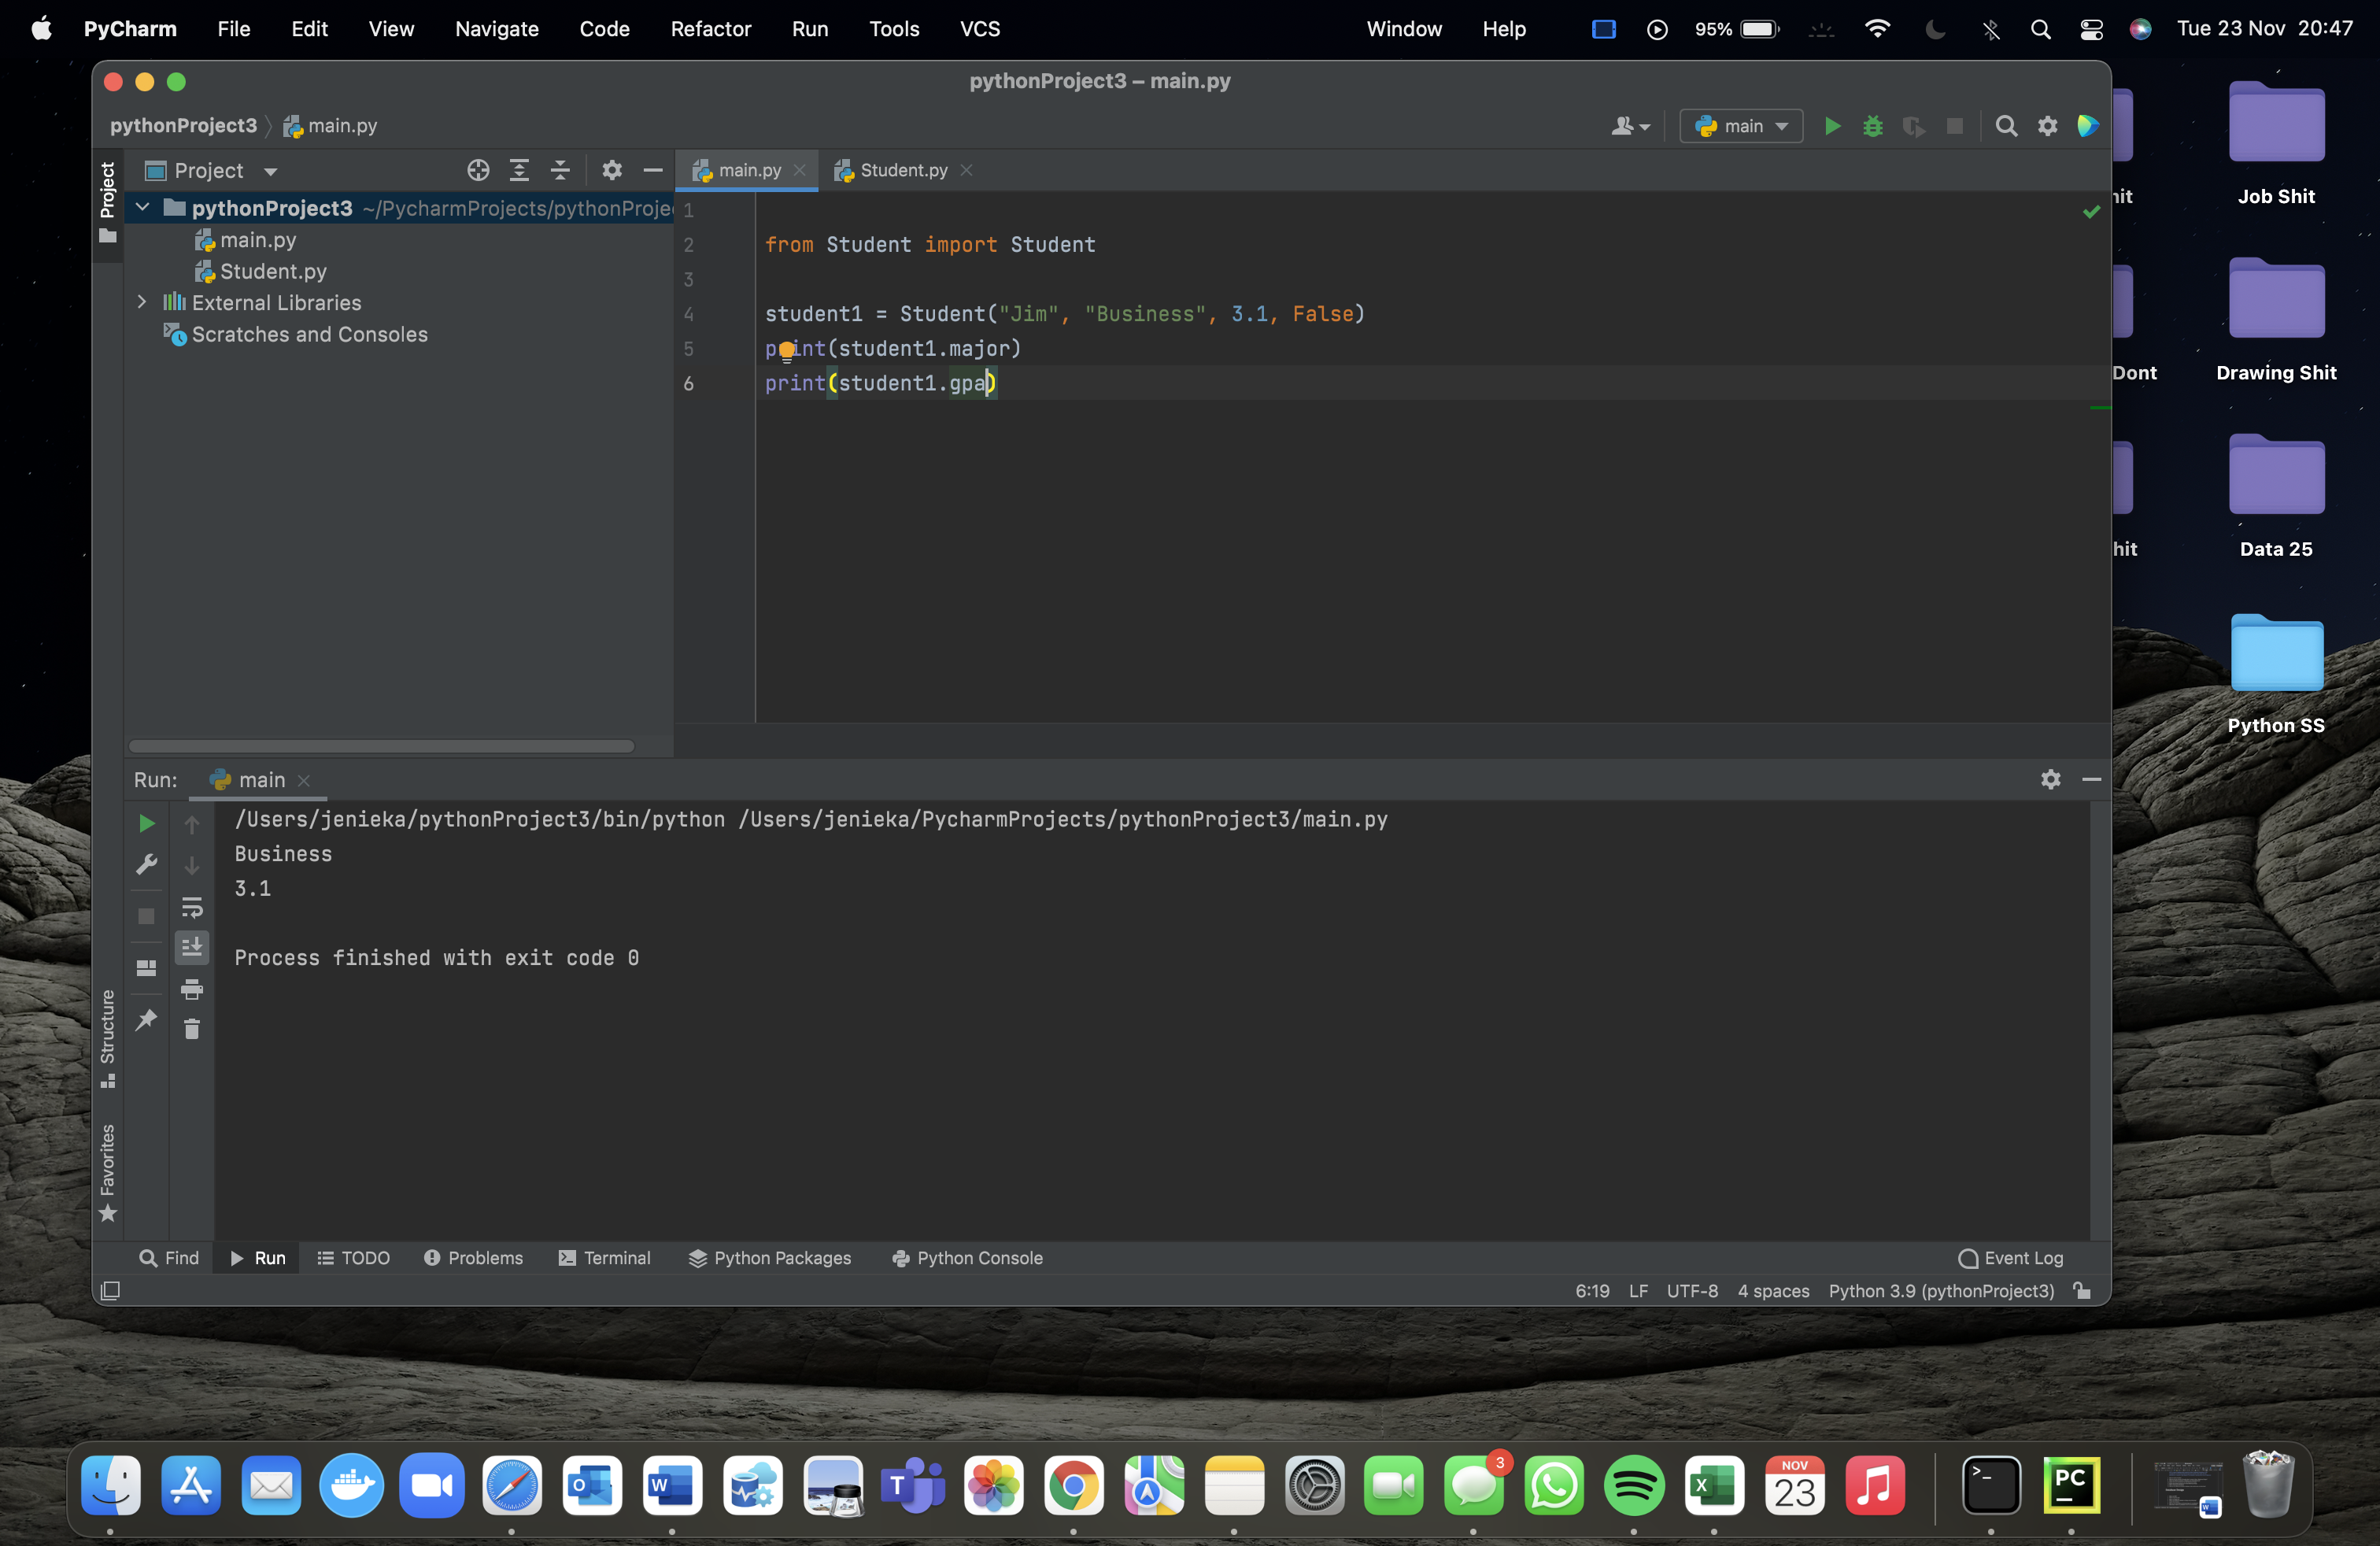 PyCharm File Edit View Navigate Code Refactor Run Tools VCS Window Help 95% Tue 23 Nov 20:47
pythonProject3 – main.py
pythonProject3 main.py main
Project
Project
main.py Student.py
pythonProject3 ~/PycharmProjects/pythonProje
main.py
Student.py
External Libraries
Scratches and Consoles
1
2 from Student import Student
3
4 student1 = Student("Jim", "Business", 3.1, False)
5 print(student1.major)
6 print(student1.gpa)
Job Shit
Dont Drawing Shit
hit Data 25
Python SS
Run: main
/Users/jenieka/pythonProject3/bin/python /Users/jenieka/PycharmProjects/pythonProject3/main.py
Business
3.1
Process finished with exit code 0
Structure
Favorites
Find Run TODO Problems Terminal Python Packages Python Console Event Log
6:19 LF UTF-8 4 spaces Python 3.9 (pythonProject3)
3
NOV
23
PC